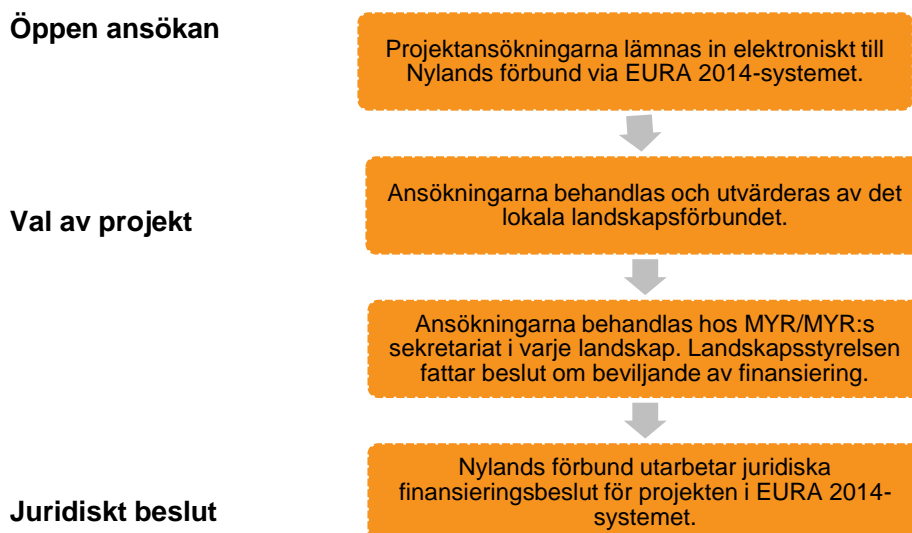 Öppen ansökan
Projektansökningarna lämnas in elektroniskt till
Nylands förbund via EURA 2014-systemet.
Val av projekt
Ansökningarna behandlas och utvärderas av det
lokala landskapsförbundet.
Ansökningarna behandlas hos MYR/MYR:s
sekretariat i varje landskap. Landskapsstyrelsen
fattar beslut om beviljande av finansiering.
Juridiskt beslut
Nylands förbund utarbetar juridiska
finansieringsbeslut för projekten i EURA 2014-
systemet.